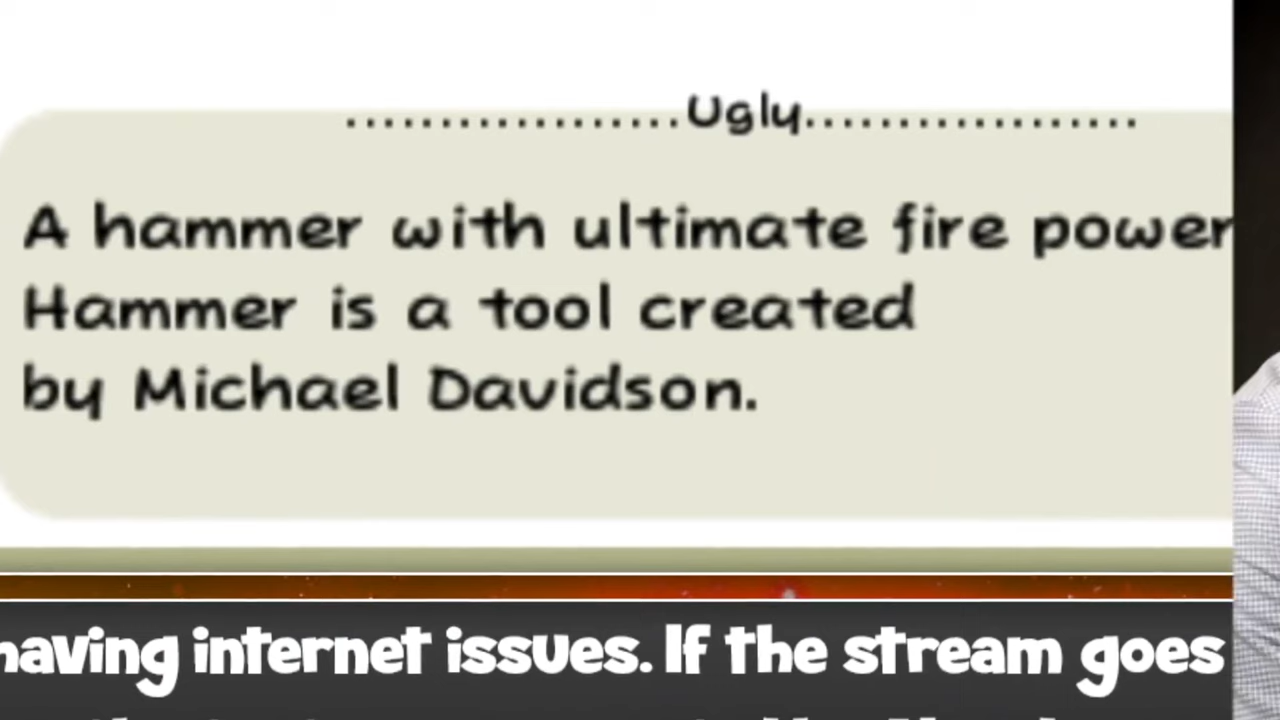 ..................Ugly..................
A hammer with ultimate fire power
Hammer is a tool created
by Michael Davidson.
having internet issues. If the stream goes